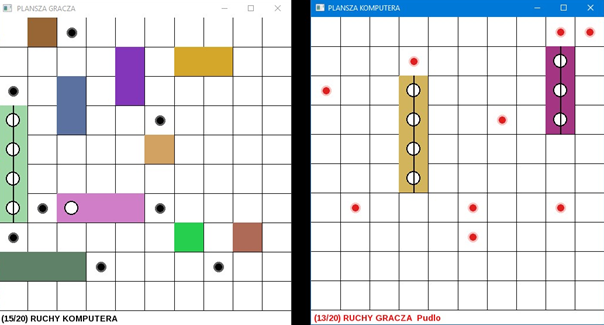 PLANSZA GRACZA
PLANSZA KOMPUTERA
(15/20) RUCHY KOMPUTERA
(13/20) RUCHY GRACZA Pudlo